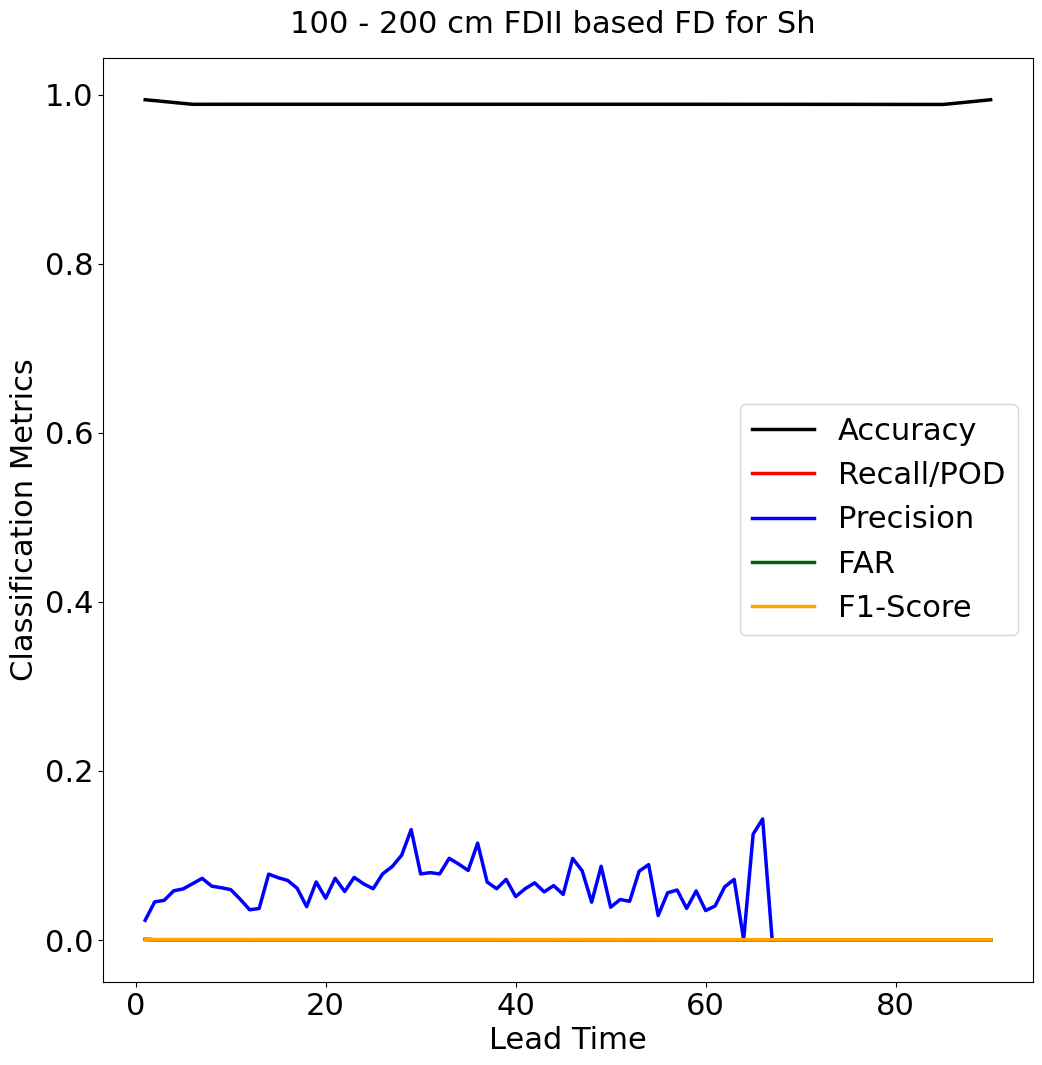 100 - 200 cm FDII based FD for Sh
Classification Metrics
1.0
0.8
0.6
0.4
0.2
0.0
Accuracy
Recall/POD
Precision
FAR
F1-Score
0 20 40 60 80
Lead Time